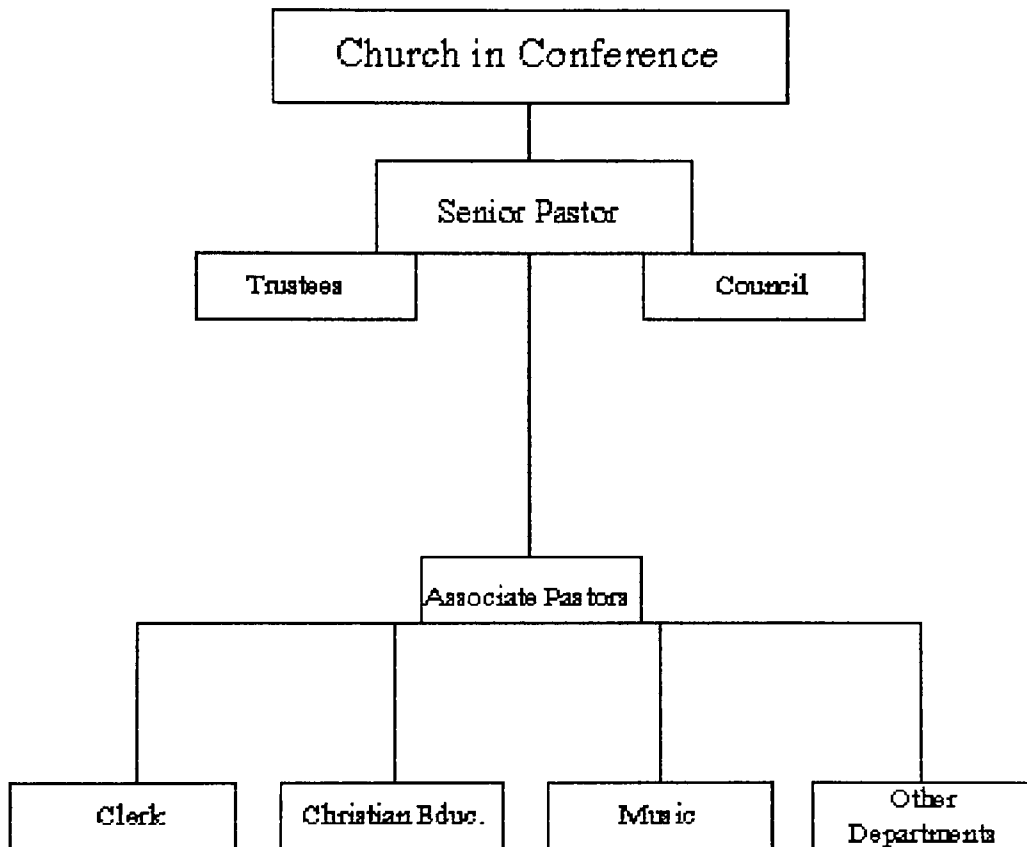 Church in Conference
Senior Pastor
Trustees
Council
Associate Pastors
Clerk
Christian Educ.
Music
Other
Departments